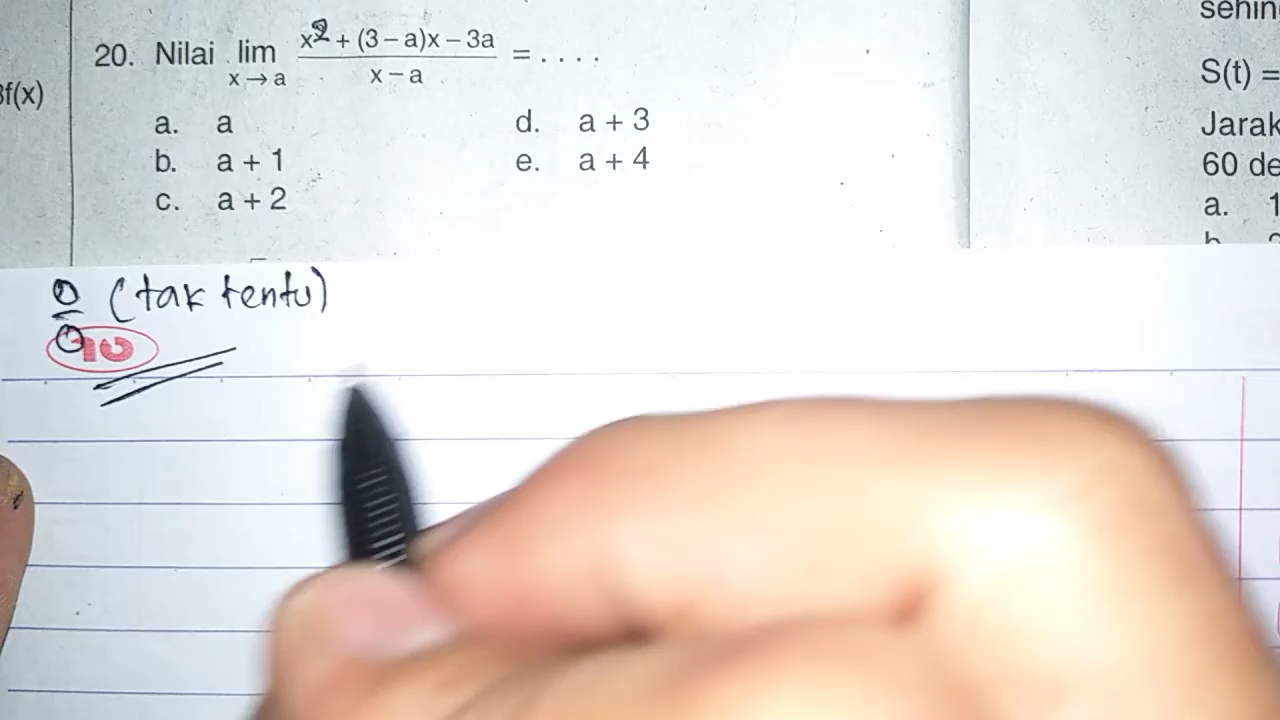 3f(x)
20. Nilai lim x→a x² + (3 – a)x – 3a / x – a = . . . .
a. a
b. a + 1
c. a + 2
d. a + 3
e. a + 4
S(t) =
Jarak
60 de
a. 1
0/0 (tak tentu)